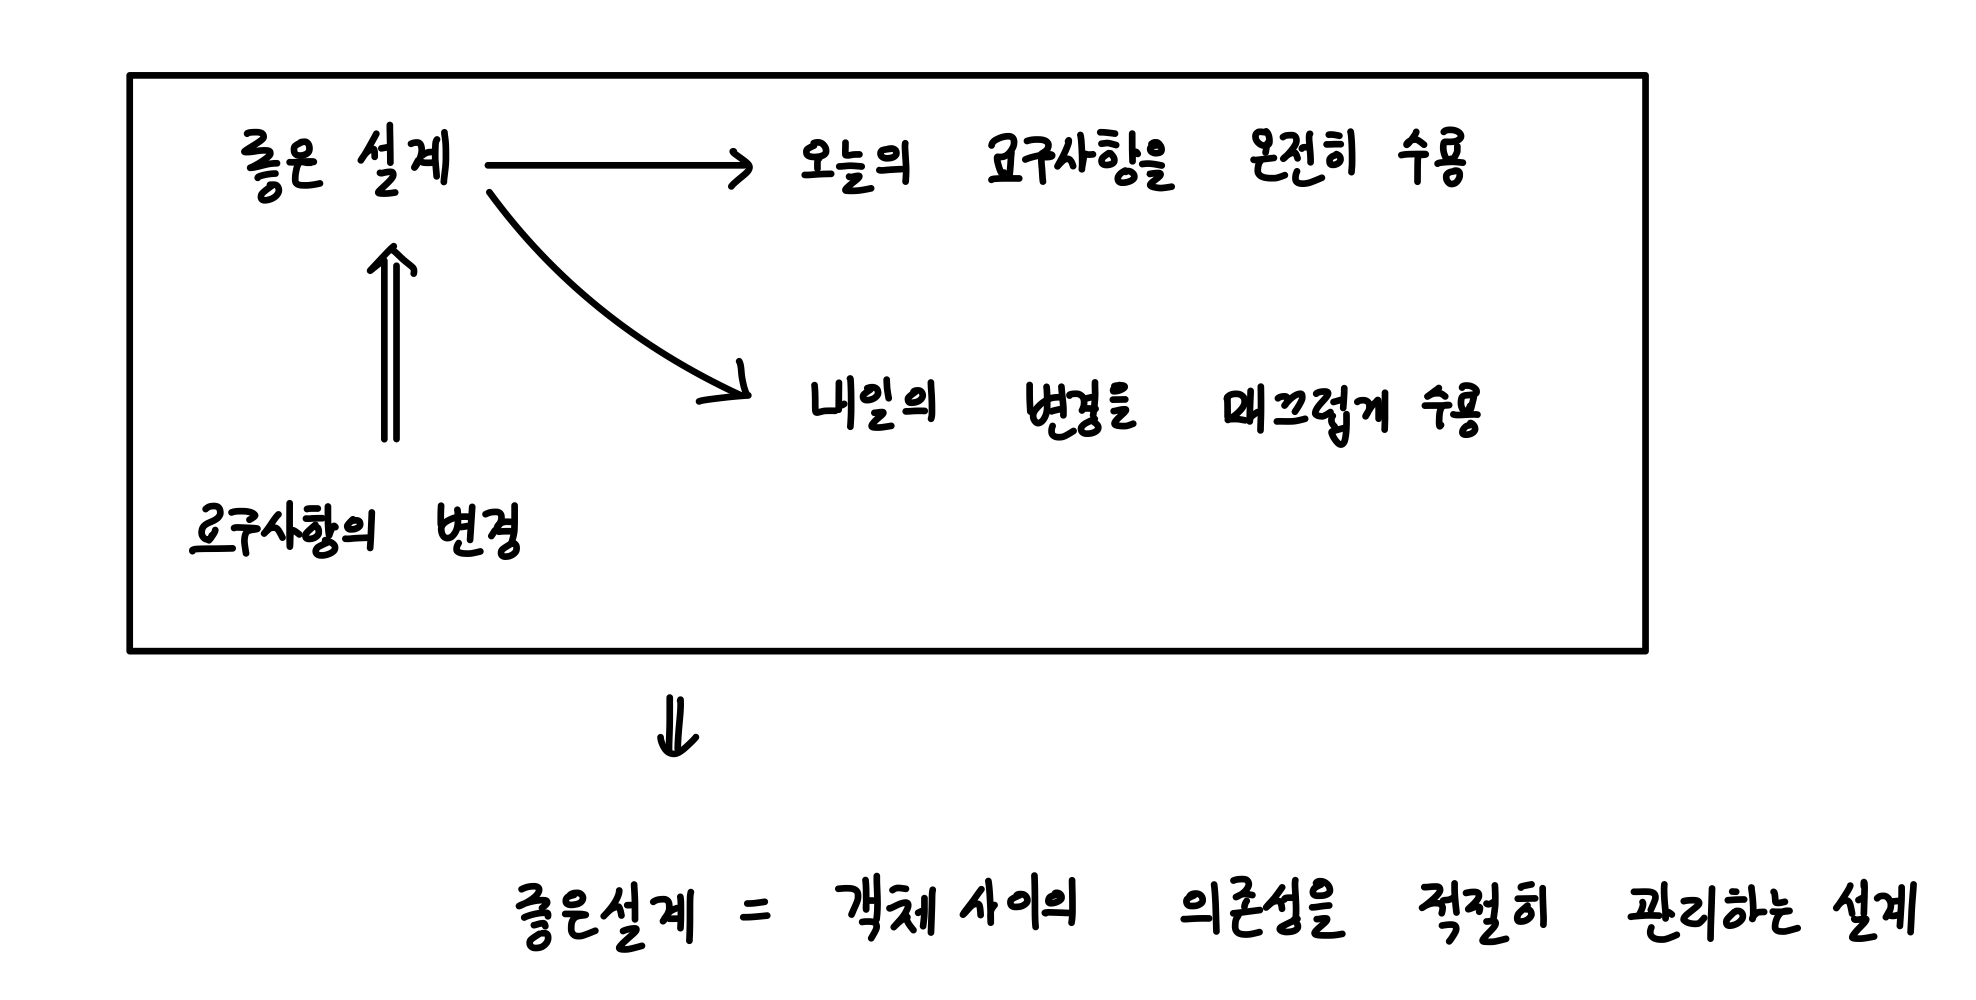 좋은 설계 오늘의 요구사항을 온전히 수용
내일의 변경을 매끄럽게 수용
요구사항의 변경
좋은설계 = 객체 사이의 의존성을 적절히 관리하는 설계